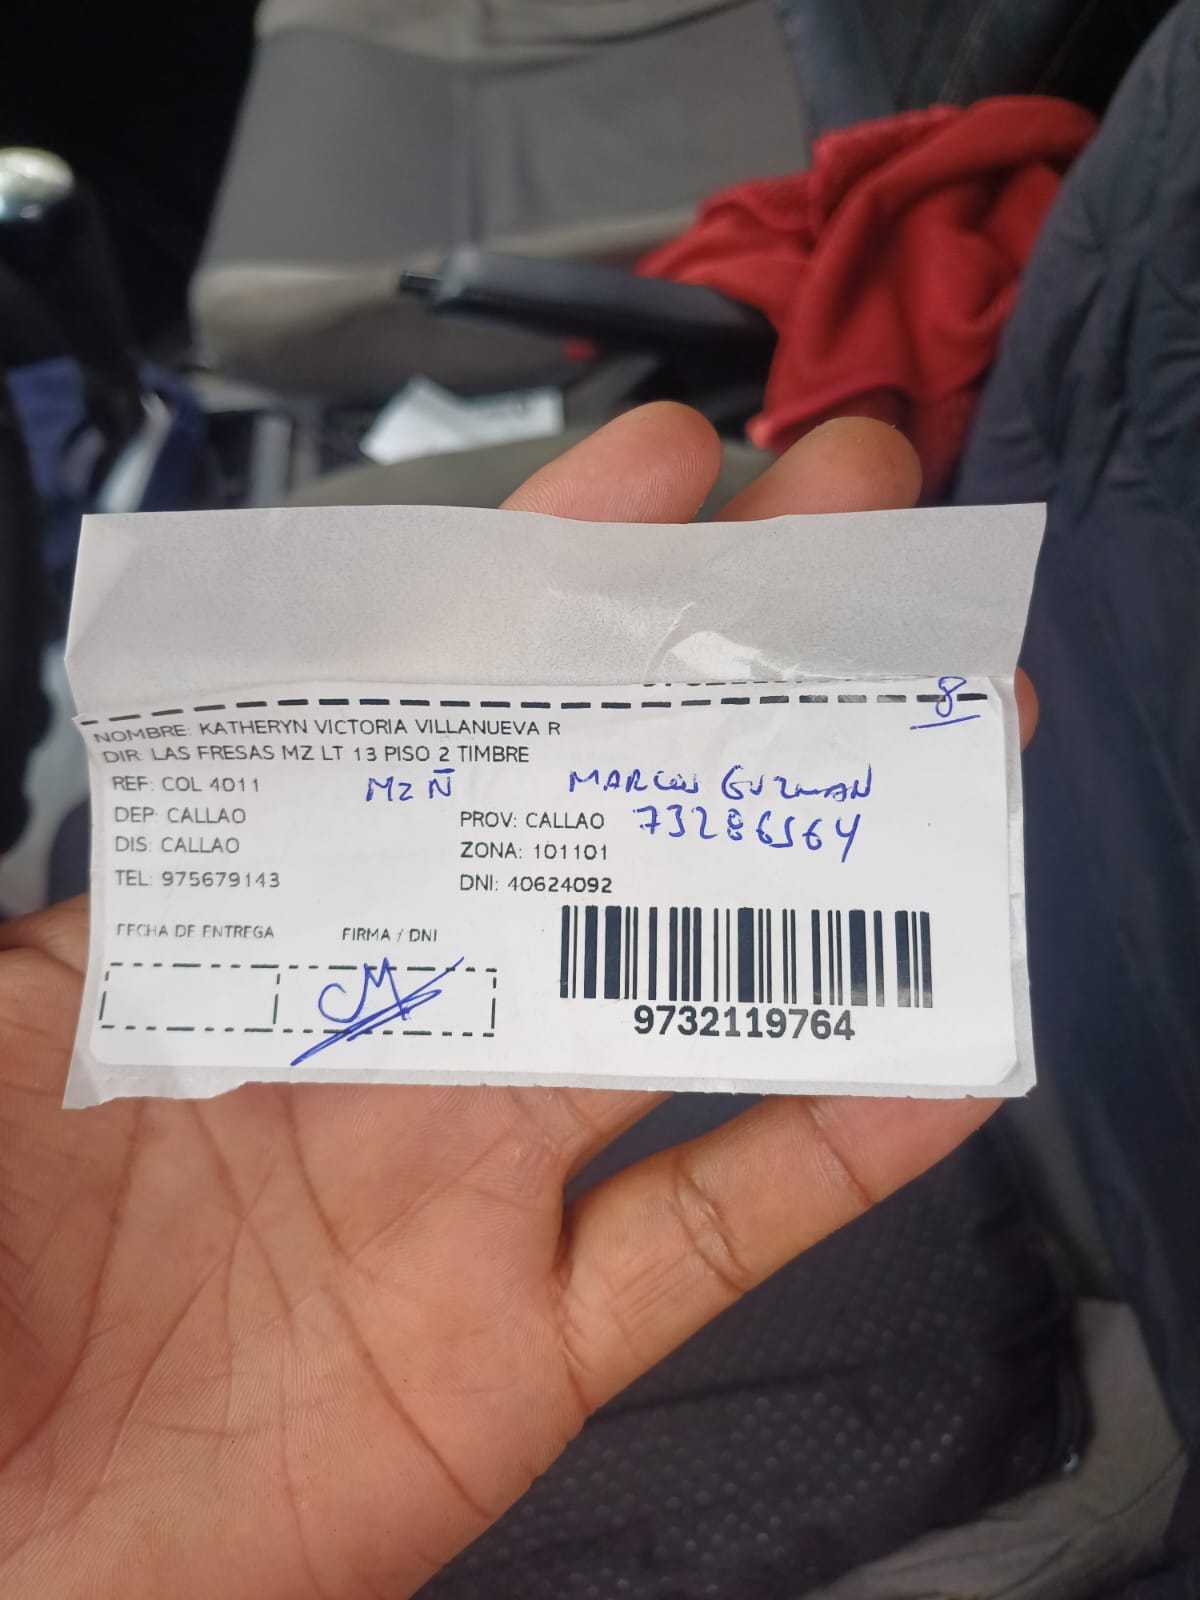 8
NOMBRE: KATHERYN VICTORIA VILLANUEVA R
DIR: LAS FRESAS MZ LT 13 PISO 2 TIMBRE
REF: COL 4011
MZ Ñ
MARCOS GUZMAN
DEP: CALLAO
PROV: CALLAO
73286564
DIS: CALLAO
ZONA: 101101
TEL: 975679143
DNI: 40624092
FECHA DE ENTREGA
FIRMA / DNI
9732119764